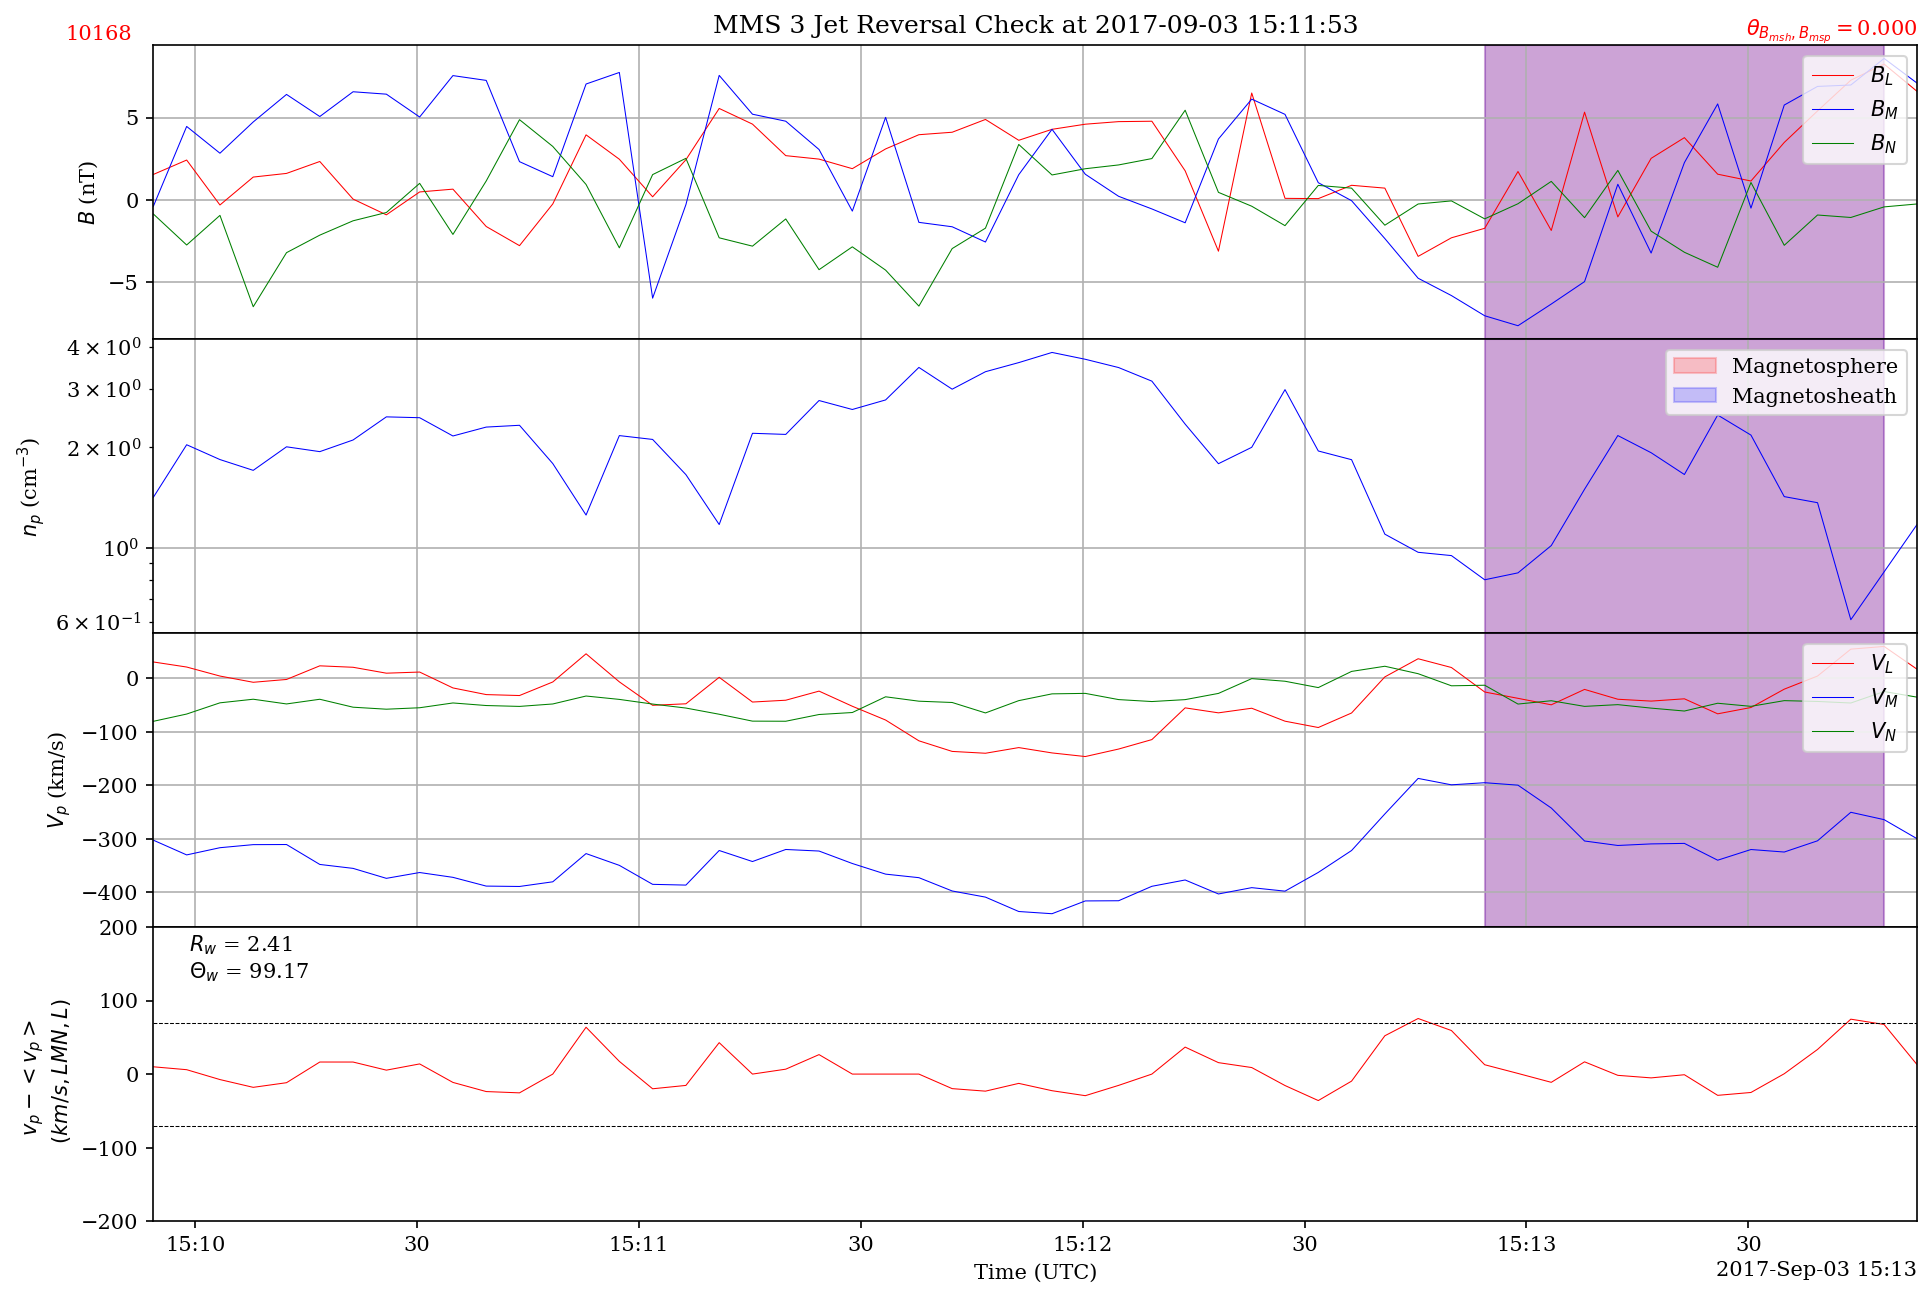 10168
MMS 3 Jet Reversal Check at 2017-09-03 15:11:53
θ_{B_{msh}, B_{msp}} = 0.000
B (nT)
5
0
−5
B_L
B_M
B_N
n_p (cm^{−3})
4 × 10^0
3 × 10^0
2 × 10^0
10^0
6 × 10^{−1}
Magnetosphere
Magnetosheath
V_p (km/s)
0
−100
−200
−300
−400
V_L
V_M
V_N
v_p − < v_p >
(km/s, LMN, L)
200
100
0
−100
−200
R_w = 2.41
Θ_w = 99.17
15:10 30 15:11 30 15:12 30 15:13 30
Time (UTC)
2017-Sep-03 15:13